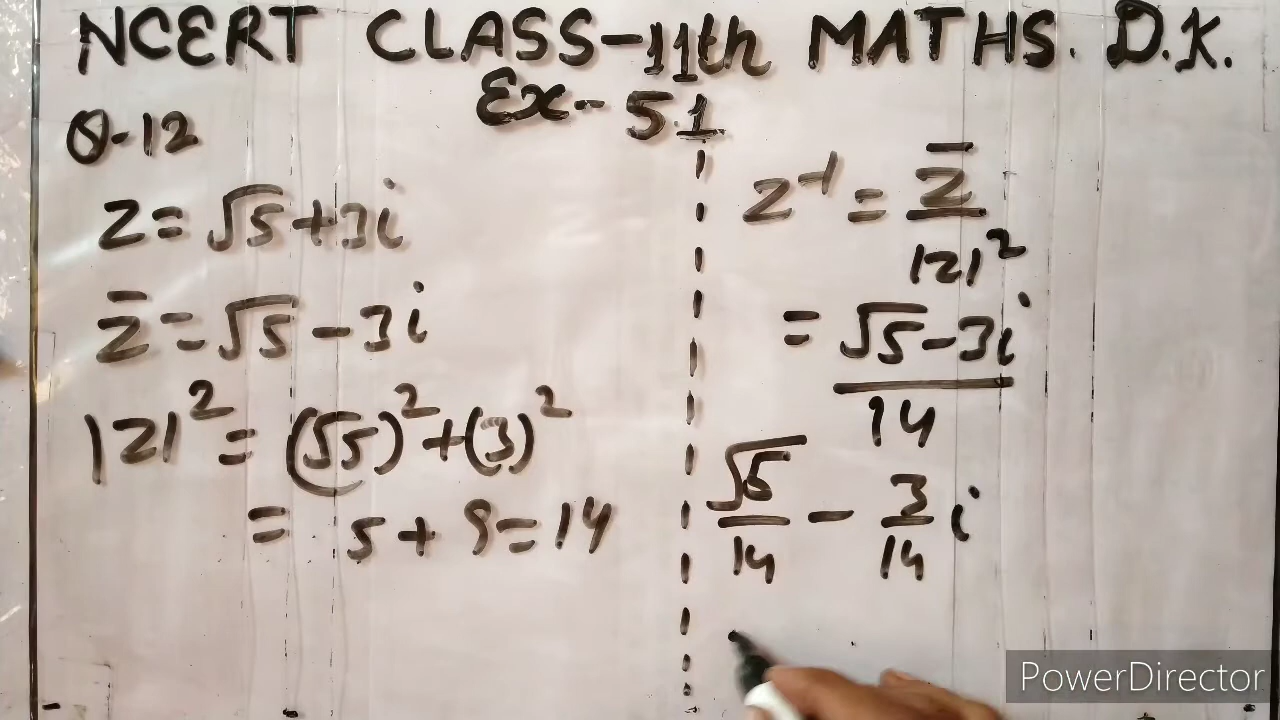 NCERT CLASS-11th MATHS. D.K.
Ex-5.1
Q-12
z = √5 + 3i
z̅ = √5 - 3i
|z|² = (√5)² + (3)²
= 5 + 9 = 14
z⁻¹ = z̅ / |z|²
= √5 - 3i / 14
√5/14 - 3/14 i
PowerDirector